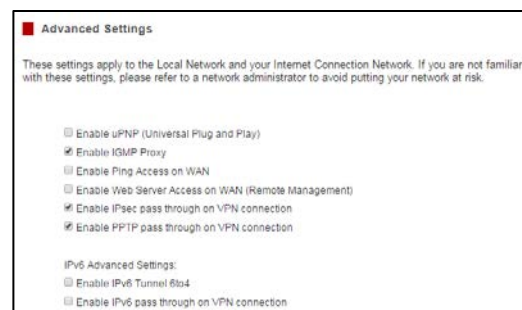 Advanced Settings
These settings apply to the Local Network and your Internet Connection Network. If you are not familiar
with these settings, please refer to a network administrator to avoid putting your network at risk.
Enable uPNP (Universal Plug and Play)
Enable IGMP Proxy
Enable Ping Access on WAN
Enable Web Server Access on WAN (Remote Management)
Enable IPsec pass through on VPN connection
Enable PPTP pass through on VPN connection
IPv6 Advanced Settings:
Enable IPv6 Tunnel 6to4
Enable IPv6 pass through on VPN connection